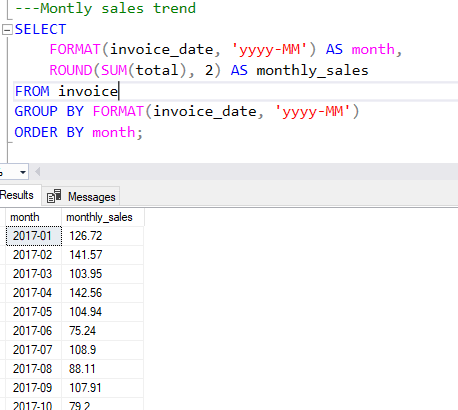 ---Montly sales trend
SELECT
FORMAT(invoice_date, 'yyyy-MM') AS month,
ROUND(SUM(total), 2) AS monthly_sales
FROM invoice
GROUP BY FORMAT(invoice_date, 'yyyy-MM')
ORDER BY month;
Results Messages
month monthly_sales
2017-01 126.72
2017-02 141.57
2017-03 103.95
2017-04 142.56
2017-05 104.94
2017-06 75.24
2017-07 108.9
2017-08 88.11
2017-09 107.91
2017-10 79.2